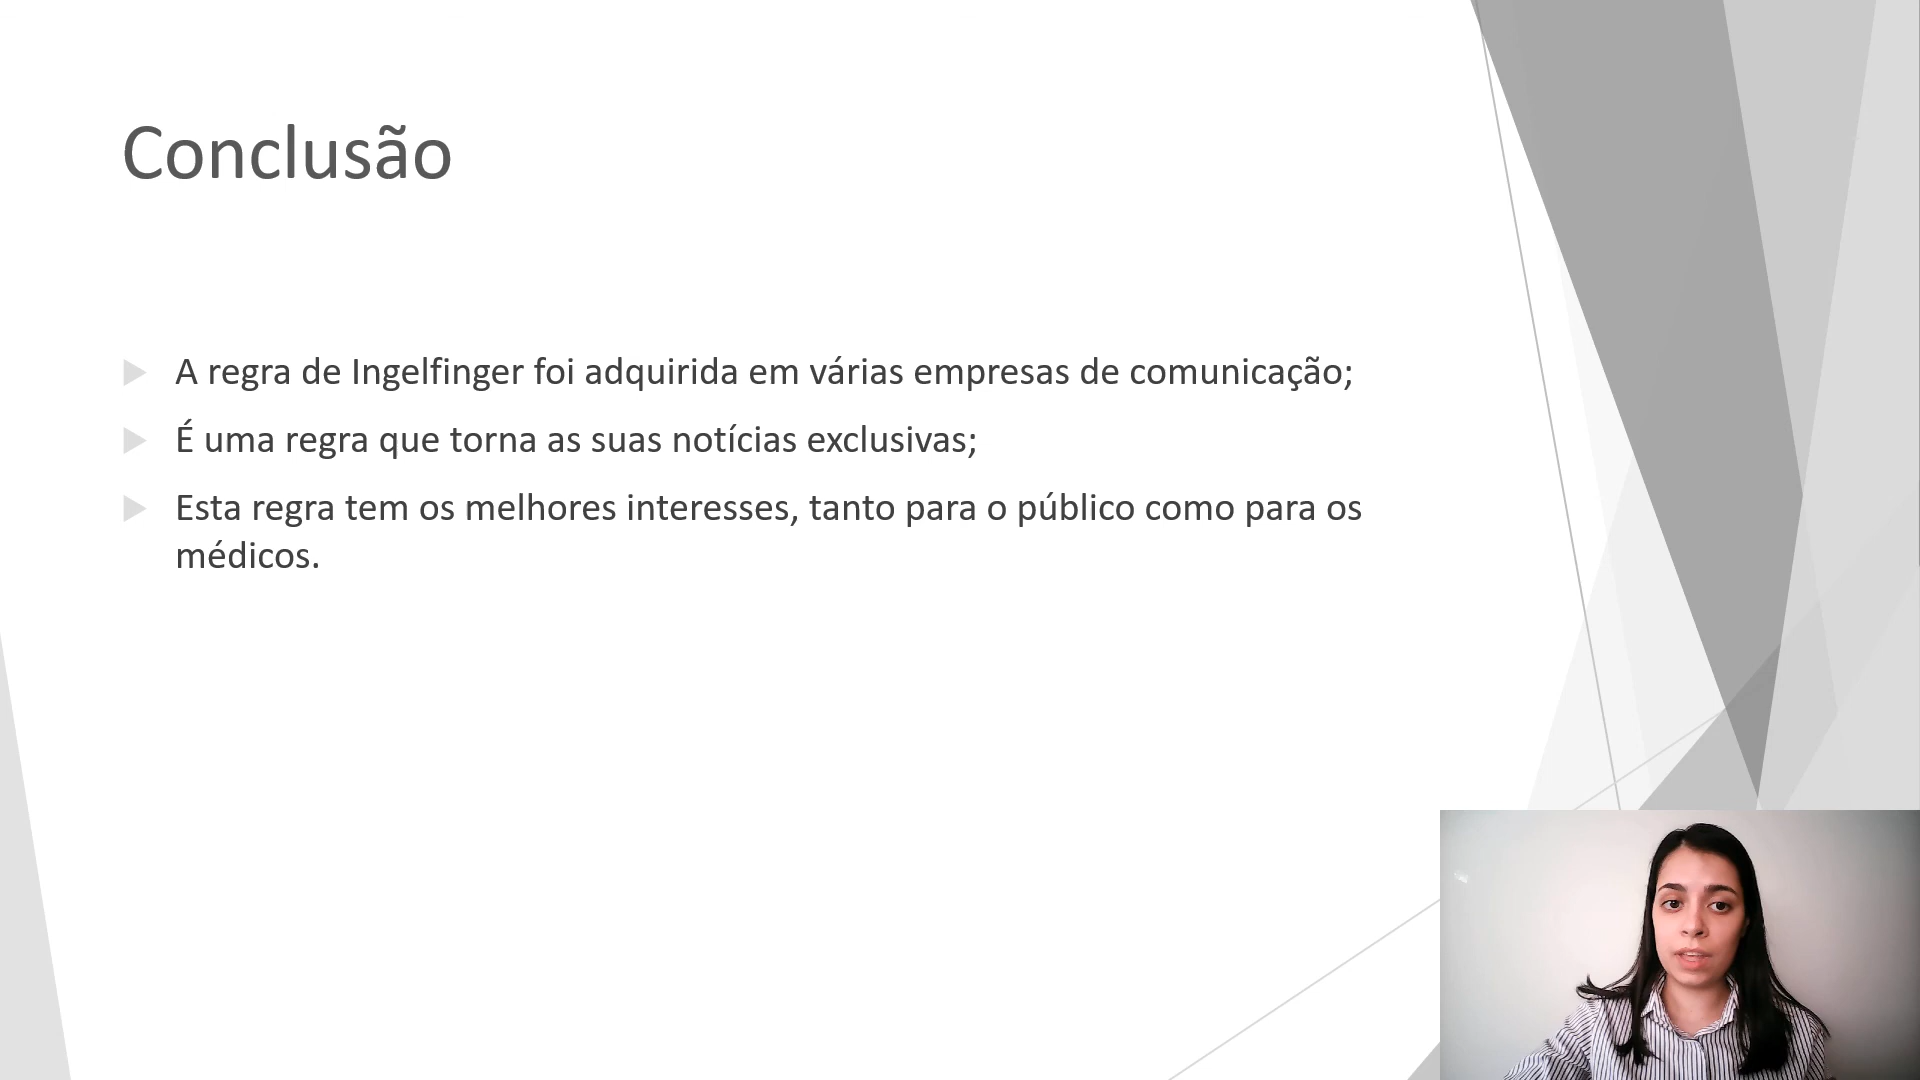 Conclusão
A regra de Ingelfinger foi adquirida em várias empresas de comunicação;
É uma regra que torna as suas notícias exclusivas;
Esta regra tem os melhores interesses, tanto para o público como para os
médicos.